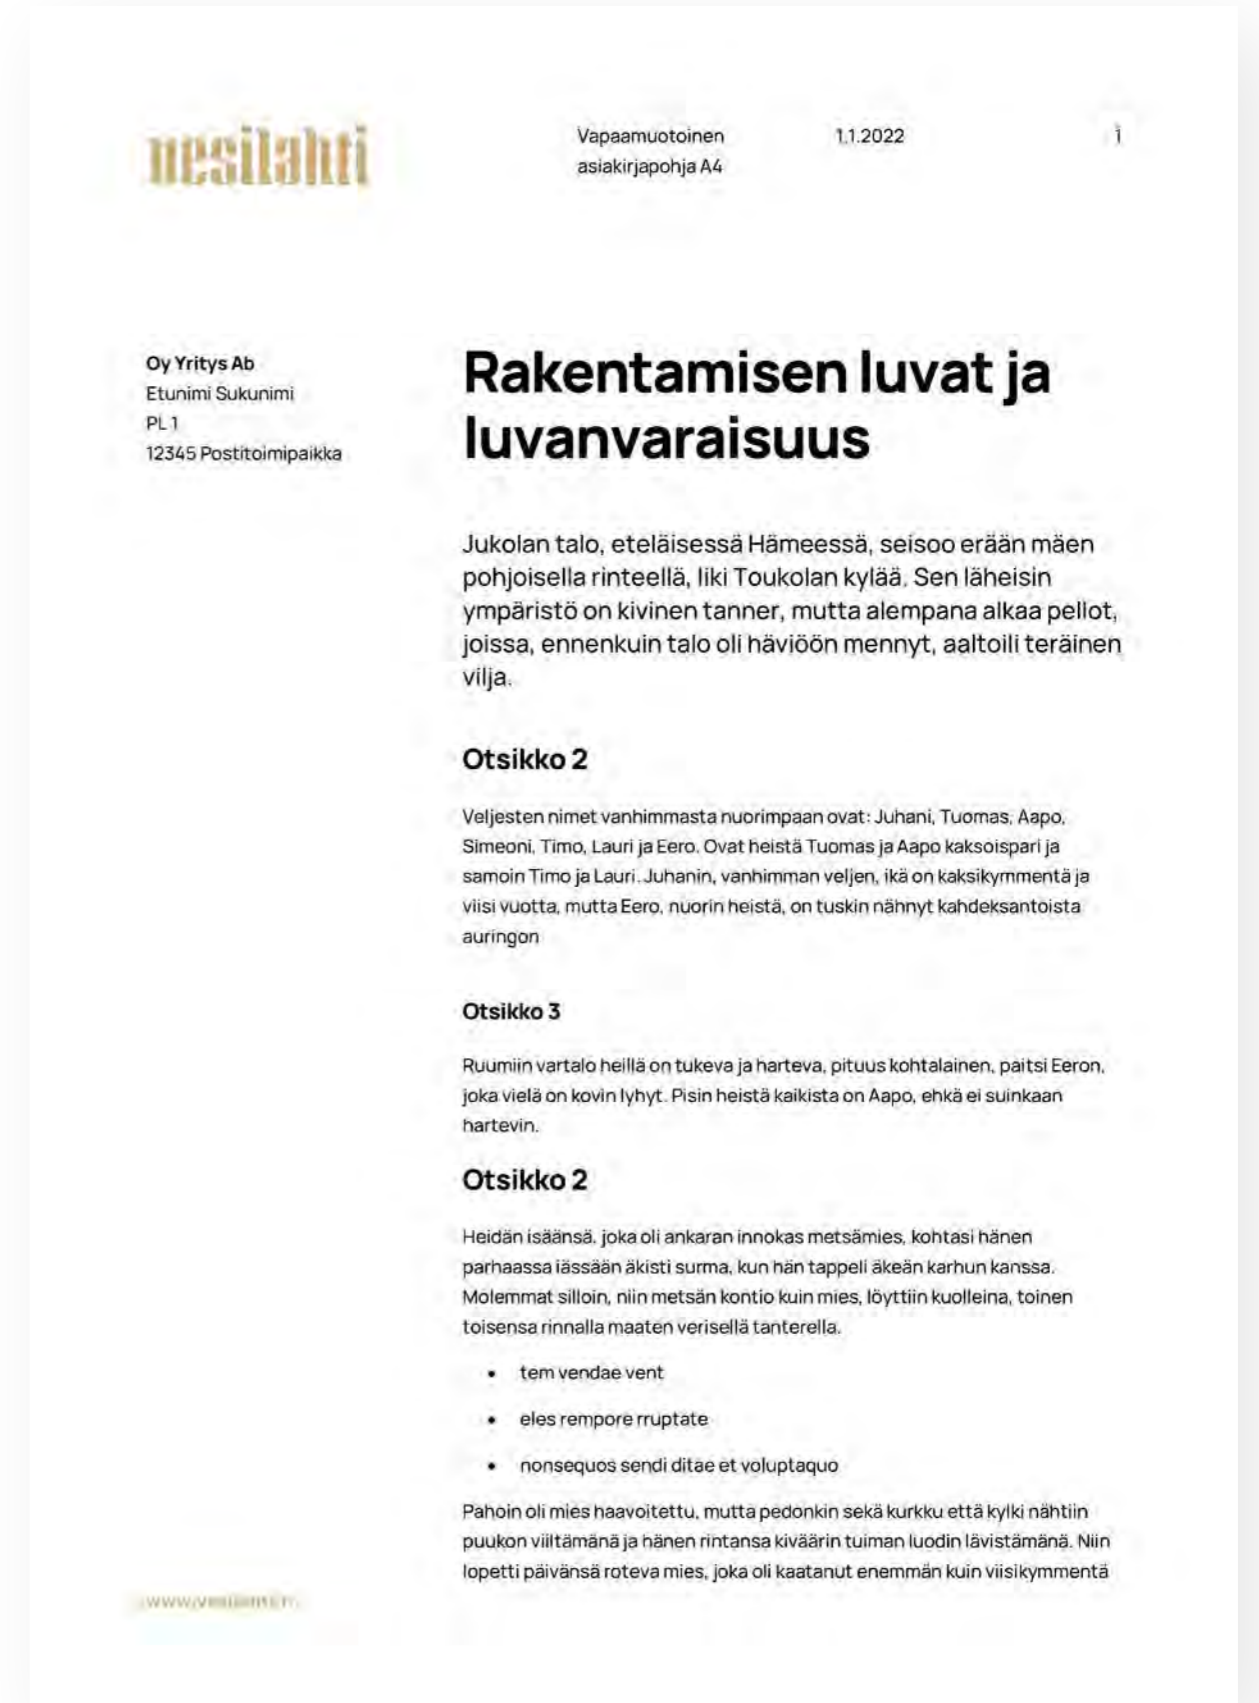 vesilahti
Vapaamuotoinen
asiakirjapohja A4
1.1.2022
1
Oy Yritys Ab
Etunimi Sukunimi
PL 1
12345 Postitoimipaikka
Rakentamisen luvat ja
luvanvaraisuus
Jukolan talo, eteläisessä Hämeessä, seisoo erään mäen
pohjoisella rinteellä, liki Toukolan kylää. Sen läheisin
ympäristö on kivinen tanner, mutta alempana alkaa pellot,
joissa, ennenkuin talo oli häviöön mennyt, aaltoili teräinen
vilja.
Otsikko 2
Veljesten nimet vanhimmasta nuorimpaan ovat: Juhani, Tuomas, Aapo,
Simeoni, Timo, Lauri ja Eero. Ovat heistä Tuomas ja Aapo kaksoispari ja
samoin Timo ja Lauri. Juhanin, vanhimman veljen, ikä on kaksikymmentä ja
viisi vuotta, mutta Eero, nuorin heistä, on tuskin nähnyt kahdeksantoista
auringon
Otsikko 3
Ruumiin vartalo heillä on tukeva ja harteva, pituus kohtalainen, paitsi Eeron,
joka vielä on kovin lyhyt. Pisin heistä kaikista on Aapo, ehkä ei suinkaan
hartevin.
Otsikko 2
Heidän isäänsä, joka oli ankaran innokas metsämies, kohtasi hänen
parhaassa iässään äkisti surma, kun hän tappeli äkeän karhun kanssa.
Molemmat silloin, niin metsän kontio kuin mies, löyttiin kuolleina, toinen
toisensa rinnalla maaten verisellä tanterella.
• tem vendae vent
• eles rempore rruptate
• nonsequos sendi ditae et voluptaquo
Pahoin oli mies haavoitettu, mutta pedonkin sekä kurkku että kylki nähtiin
puukon viiltämänä ja hänen rintansa kiväärin tuiman luodin lävistämänä. Niin
lopetti päivänsä roteva mies, joka oli kaatanut enemmän kuin viisikymmentä
www.vesilahti.fi